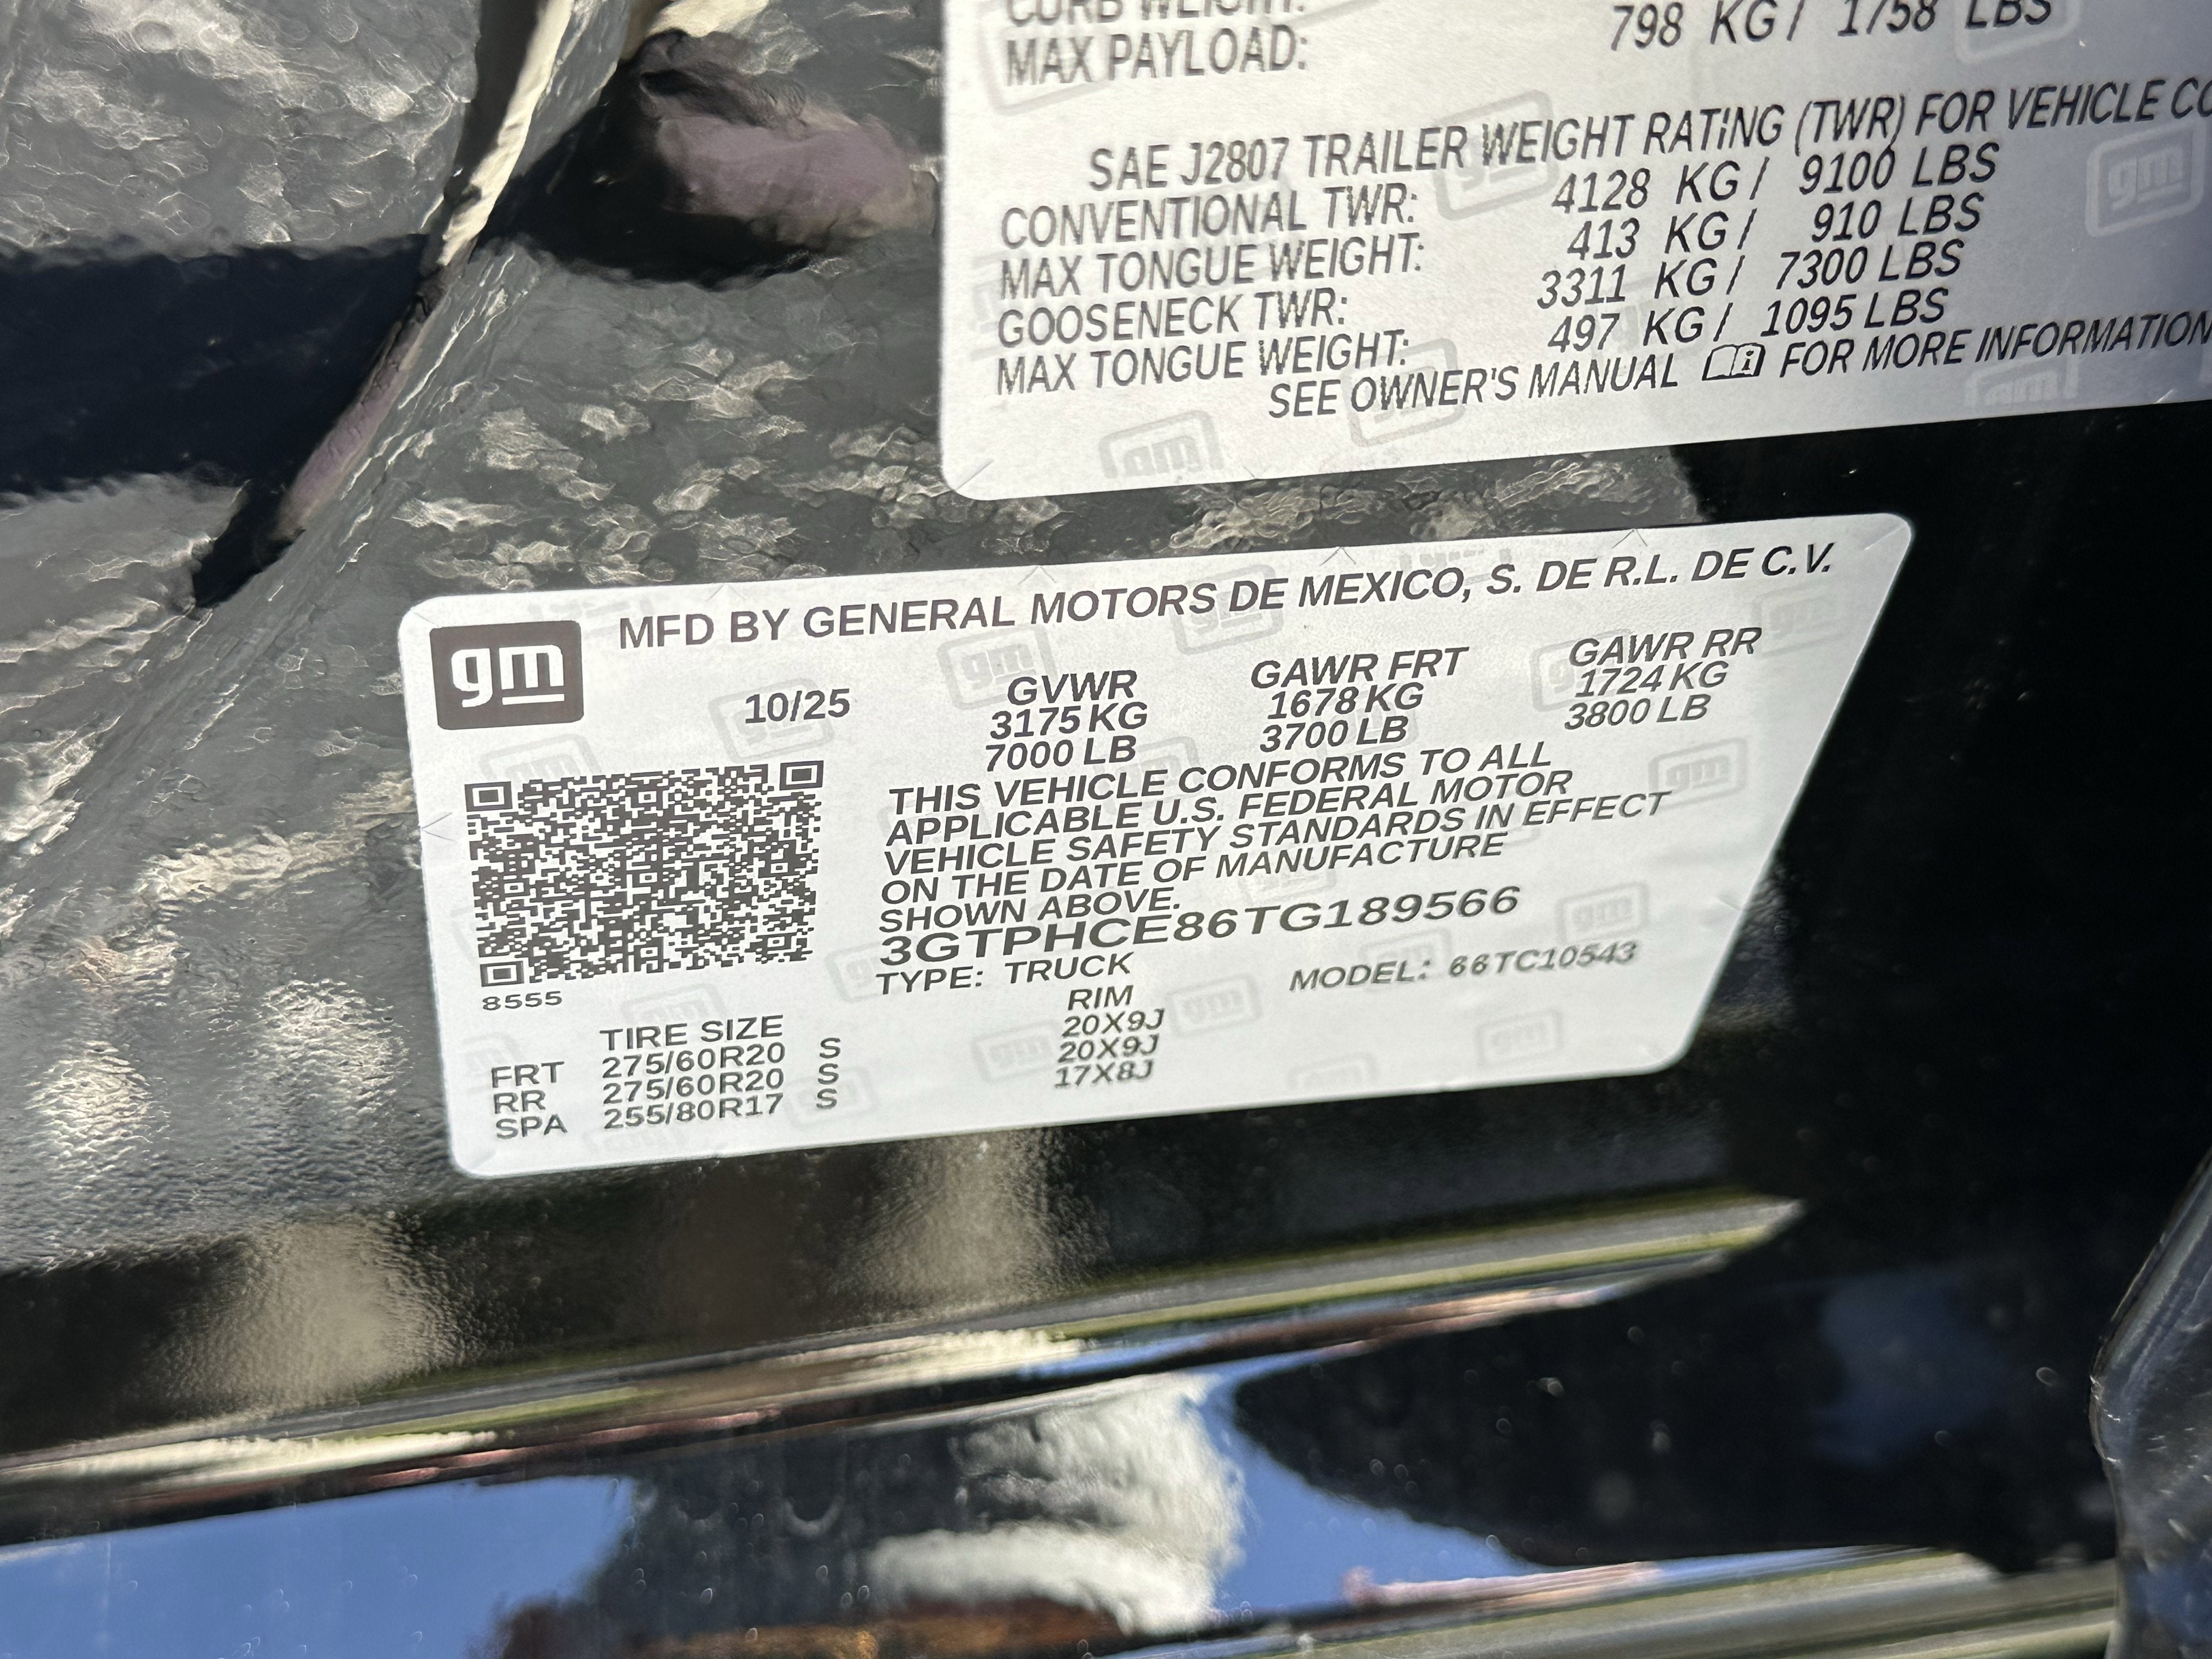 CURB WEIGHT:
MAX PAYLOAD: 798 KG / 1758 LBS
SAE J2807 TRAILER WEIGHT RATING (TWR) FOR VEHICLE
CONVENTIONAL TWR: 4128 KG / 9100 LBS
MAX TONGUE WEIGHT: 413 KG / 910 LBS
GOOSENECK TWR: 3311 KG / 7300 LBS
MAX TONGUE WEIGHT: 497 KG / 1095 LBS
SEE OWNER'S MANUAL FOR MORE INFORMATION
gm
MFD BY GENERAL MOTORS DE MEXICO, S. DE R.L. DE C.V.
10/25 GVWR GAWR FRT GAWR RR
3175 KG 1678 KG 1724 KG
7000 LB 3700 LB 3800 LB
THIS VEHICLE CONFORMS TO ALL
APPLICABLE U.S. FEDERAL MOTOR
VEHICLE SAFETY STANDARDS IN EFFECT
ON THE DATE OF MANUFACTURE
SHOWN ABOVE.
3GTPHCE86TG189566
TYPE: TRUCK MODEL: 66TC10543
8555
TIRE SIZE RIM
FRT 275/60R20 S 20X9J
RR 275/60R20 S 20X9J
SPA 255/80R17 S 17X8J